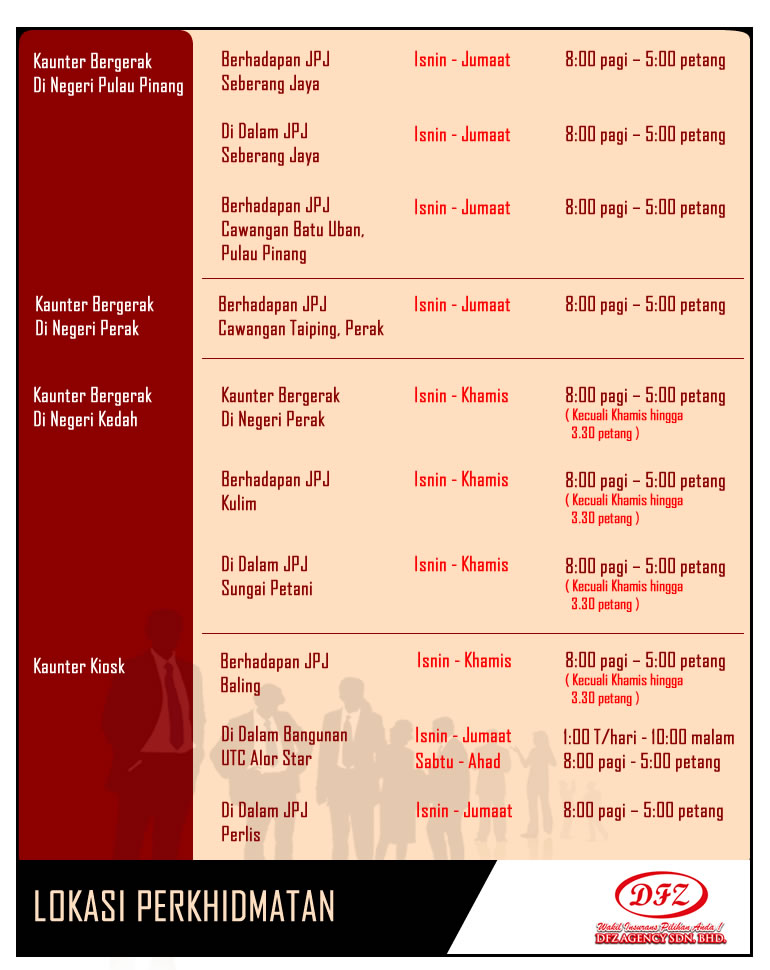 Kaunter Bergerak
Di Negeri Pulau Pinang
Berhadapan JPJ
Seberang Jaya
Isnin - Jumaat
8:00 pagi – 5:00 petang
Di Dalam JPJ
Seberang Jaya
Isnin - Jumaat
8:00 pagi – 5:00 petang
Berhadapan JPJ
Cawangan Batu Uban,
Pulau Pinang
Isnin - Jumaat
8:00 pagi – 5:00 petang
Kaunter Bergerak
Di Negeri Perak
Berhadapan JPJ
Cawangan Taiping, Perak
Isnin - Jumaat
8:00 pagi – 5:00 petang
Kaunter Bergerak
Di Negeri Kedah
Kaunter Bergerak
Di Negeri Perak
Isnin - Khamis
8:00 pagi – 5:00 petang
( Kecuali Khamis hingga
3.30 petang )
Berhadapan JPJ
Kulim
Isnin - Khamis
8:00 pagi – 5:00 petang
( Kecuali Khamis hingga
3.30 petang )
Di Dalam JPJ
Sungai Petani
Isnin - Khamis
8:00 pagi – 5:00 petang
( Kecuali Khamis hingga
3.30 petang )
Kaunter Kiosk
Berhadapan JPJ
Baling
Isnin - Khamis
8:00 pagi – 5:00 petang
( Kecuali Khamis hingga
3.30 petang )
Di Dalam Bangunan
UTC Alor Star
Isnin - Jumaat
Sabtu - Ahad
1:00 T/hari - 10:00 malam
8:00 pagi - 5:00 petang
Di Dalam JPJ
Perlis
Isnin - Jumaat
8:00 pagi – 5:00 petang
LOKASI PERKHIDMATAN
DFZ
Wakil Insurans Pilihan Anda !
DFZ AGENCY SDN. BHD.